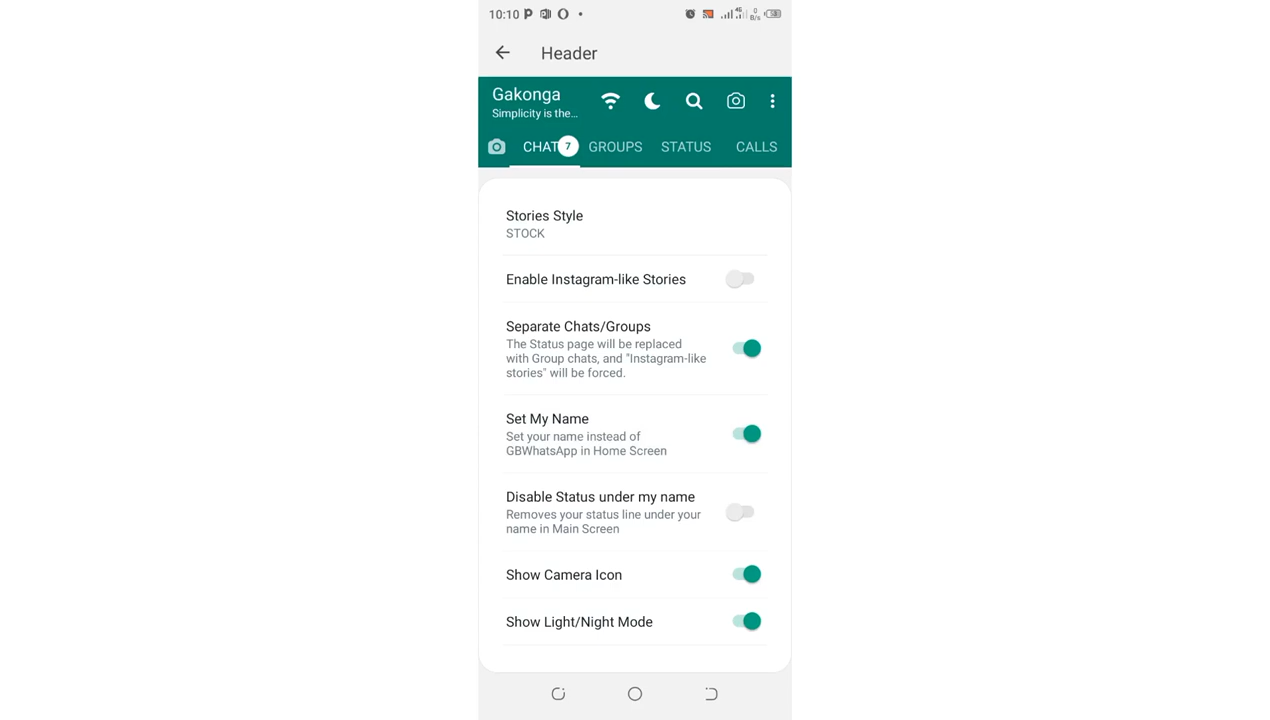 10:10
4G 0 B/s 58
Header
Gakonga
Simplicity is the...
CHAT 7 GROUPS STATUS CALLS
Stories Style
STOCK
Enable Instagram-like Stories
Separate Chats/Groups
The Status page will be replaced
with Group chats, and "Instagram-like
stories" will be forced.
Set My Name
Set your name instead of
GBWhatsApp in Home Screen
Disable Status under my name
Removes your status line under your
name in Main Screen
Show Camera Icon
Show Light/Night Mode